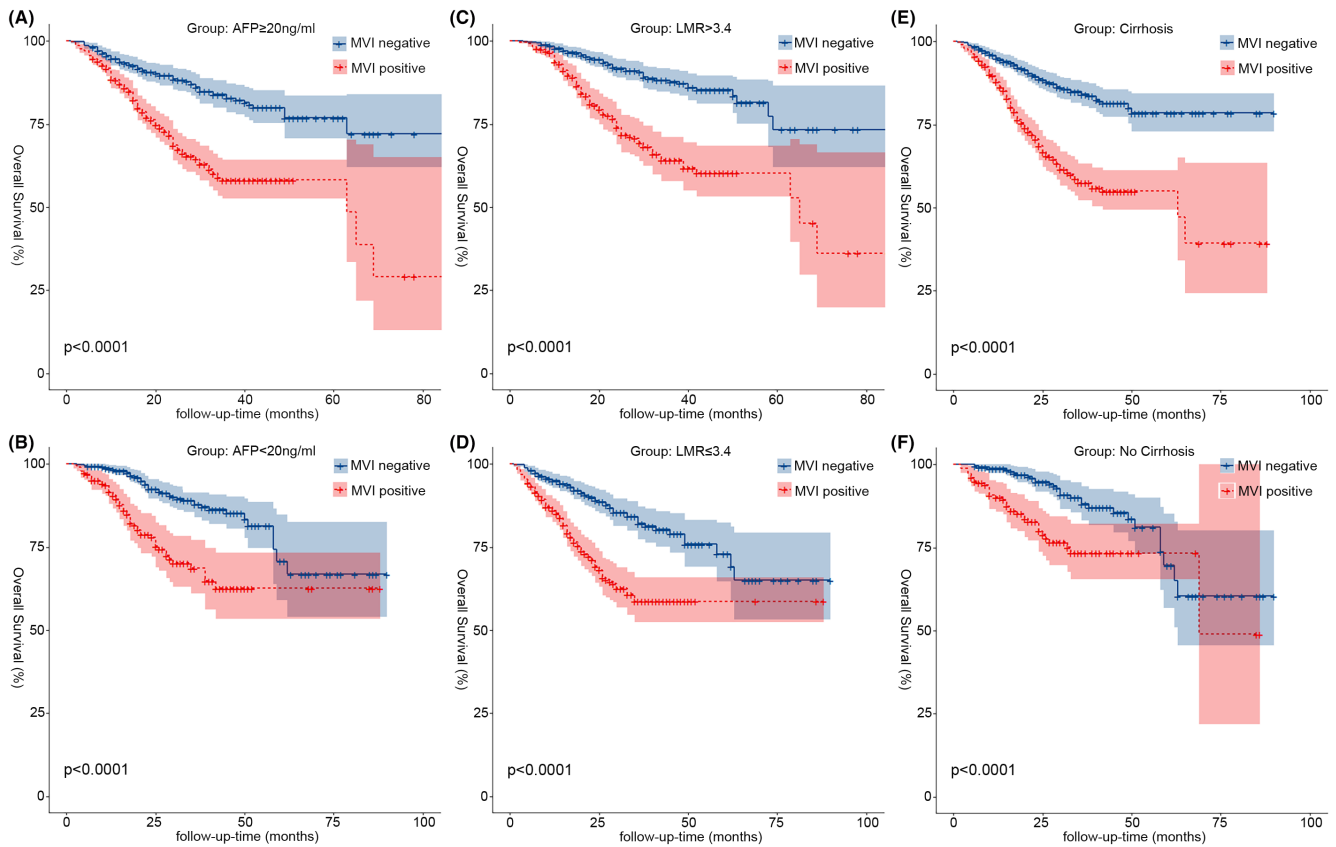 (A)
Group: AFP≥20ng/ml
MVI negative
MVI positive
Overall Survival (%)
100
75
50
25
0
p<0.0001
0 20 40 60 80
follow-up-time (months)
(C)
Group: LMR>3.4
MVI negative
MVI positive
Overall Survival (%)
100
75
50
25
0
p<0.0001
0 20 40 60 80
follow-up-time (months)
(E)
Group: Cirrhosis
MVI negative
MVI positive
Overall Survival (%)
100
75
50
25
0
p<0.0001
0 25 50 75 100
follow-up-time (months)
(B)
Group: AFP<20ng/ml
MVI negative
MVI positive
Overall Survival (%)
100
75
50
25
0
p<0.0001
0 25 50 75 100
follow-up-time (months)
(D)
Group: LMR≤3.4
MVI negative
MVI positive
Overall Survival (%)
100
75
50
25
0
p<0.0001
0 25 50 75 100
follow-up-time (months)
(F)
Group: No Cirrhosis
MVI negative
MVI positive
Overall Survival (%)
100
75
50
25
0
p<0.0001
0 25 50 75 100
follow-up-time (months)